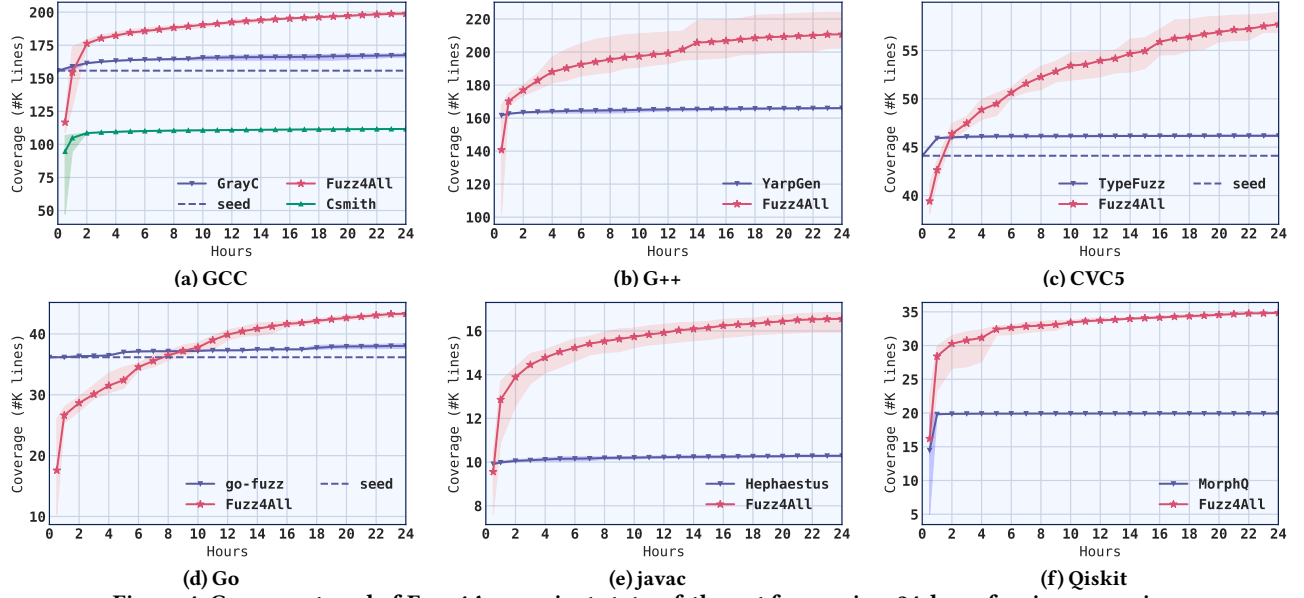 Coverage (#K lines)
200
175
150
125
100
75
50
GrayC
seed
Fuzz4All
Csmith
0 2 4 6 8 10 12 14 16 18 20 22 24
Hours
(a) GCC
Coverage (#K lines)
220
200
180
160
140
120
100
YarpGen
Fuzz4All
0 2 4 6 8 10 12 14 16 18 20 22 24
Hours
(b) G++
Coverage (#K lines)
55
50
45
40
TypeFuzz
Fuzz4All
seed
0 2 4 6 8 10 12 14 16 18 20 22 24
Hours
(c) CVC5
Coverage (#K lines)
40
30
20
10
go-fuzz
Fuzz4All
seed
0 2 4 6 8 10 12 14 16 18 20 22 24
Hours
(d) Go
Coverage (#K lines)
16
14
12
10
8
Hephaestus
Fuzz4All
0 2 4 6 8 10 12 14 16 18 20 22 24
Hours
(e) javac
Coverage (#K lines)
35
30
25
20
15
10
5
MorphQ
Fuzz4All
0 2 4 6 8 10 12 14 16 18 20 22 24
Hours
(f) Qiskit